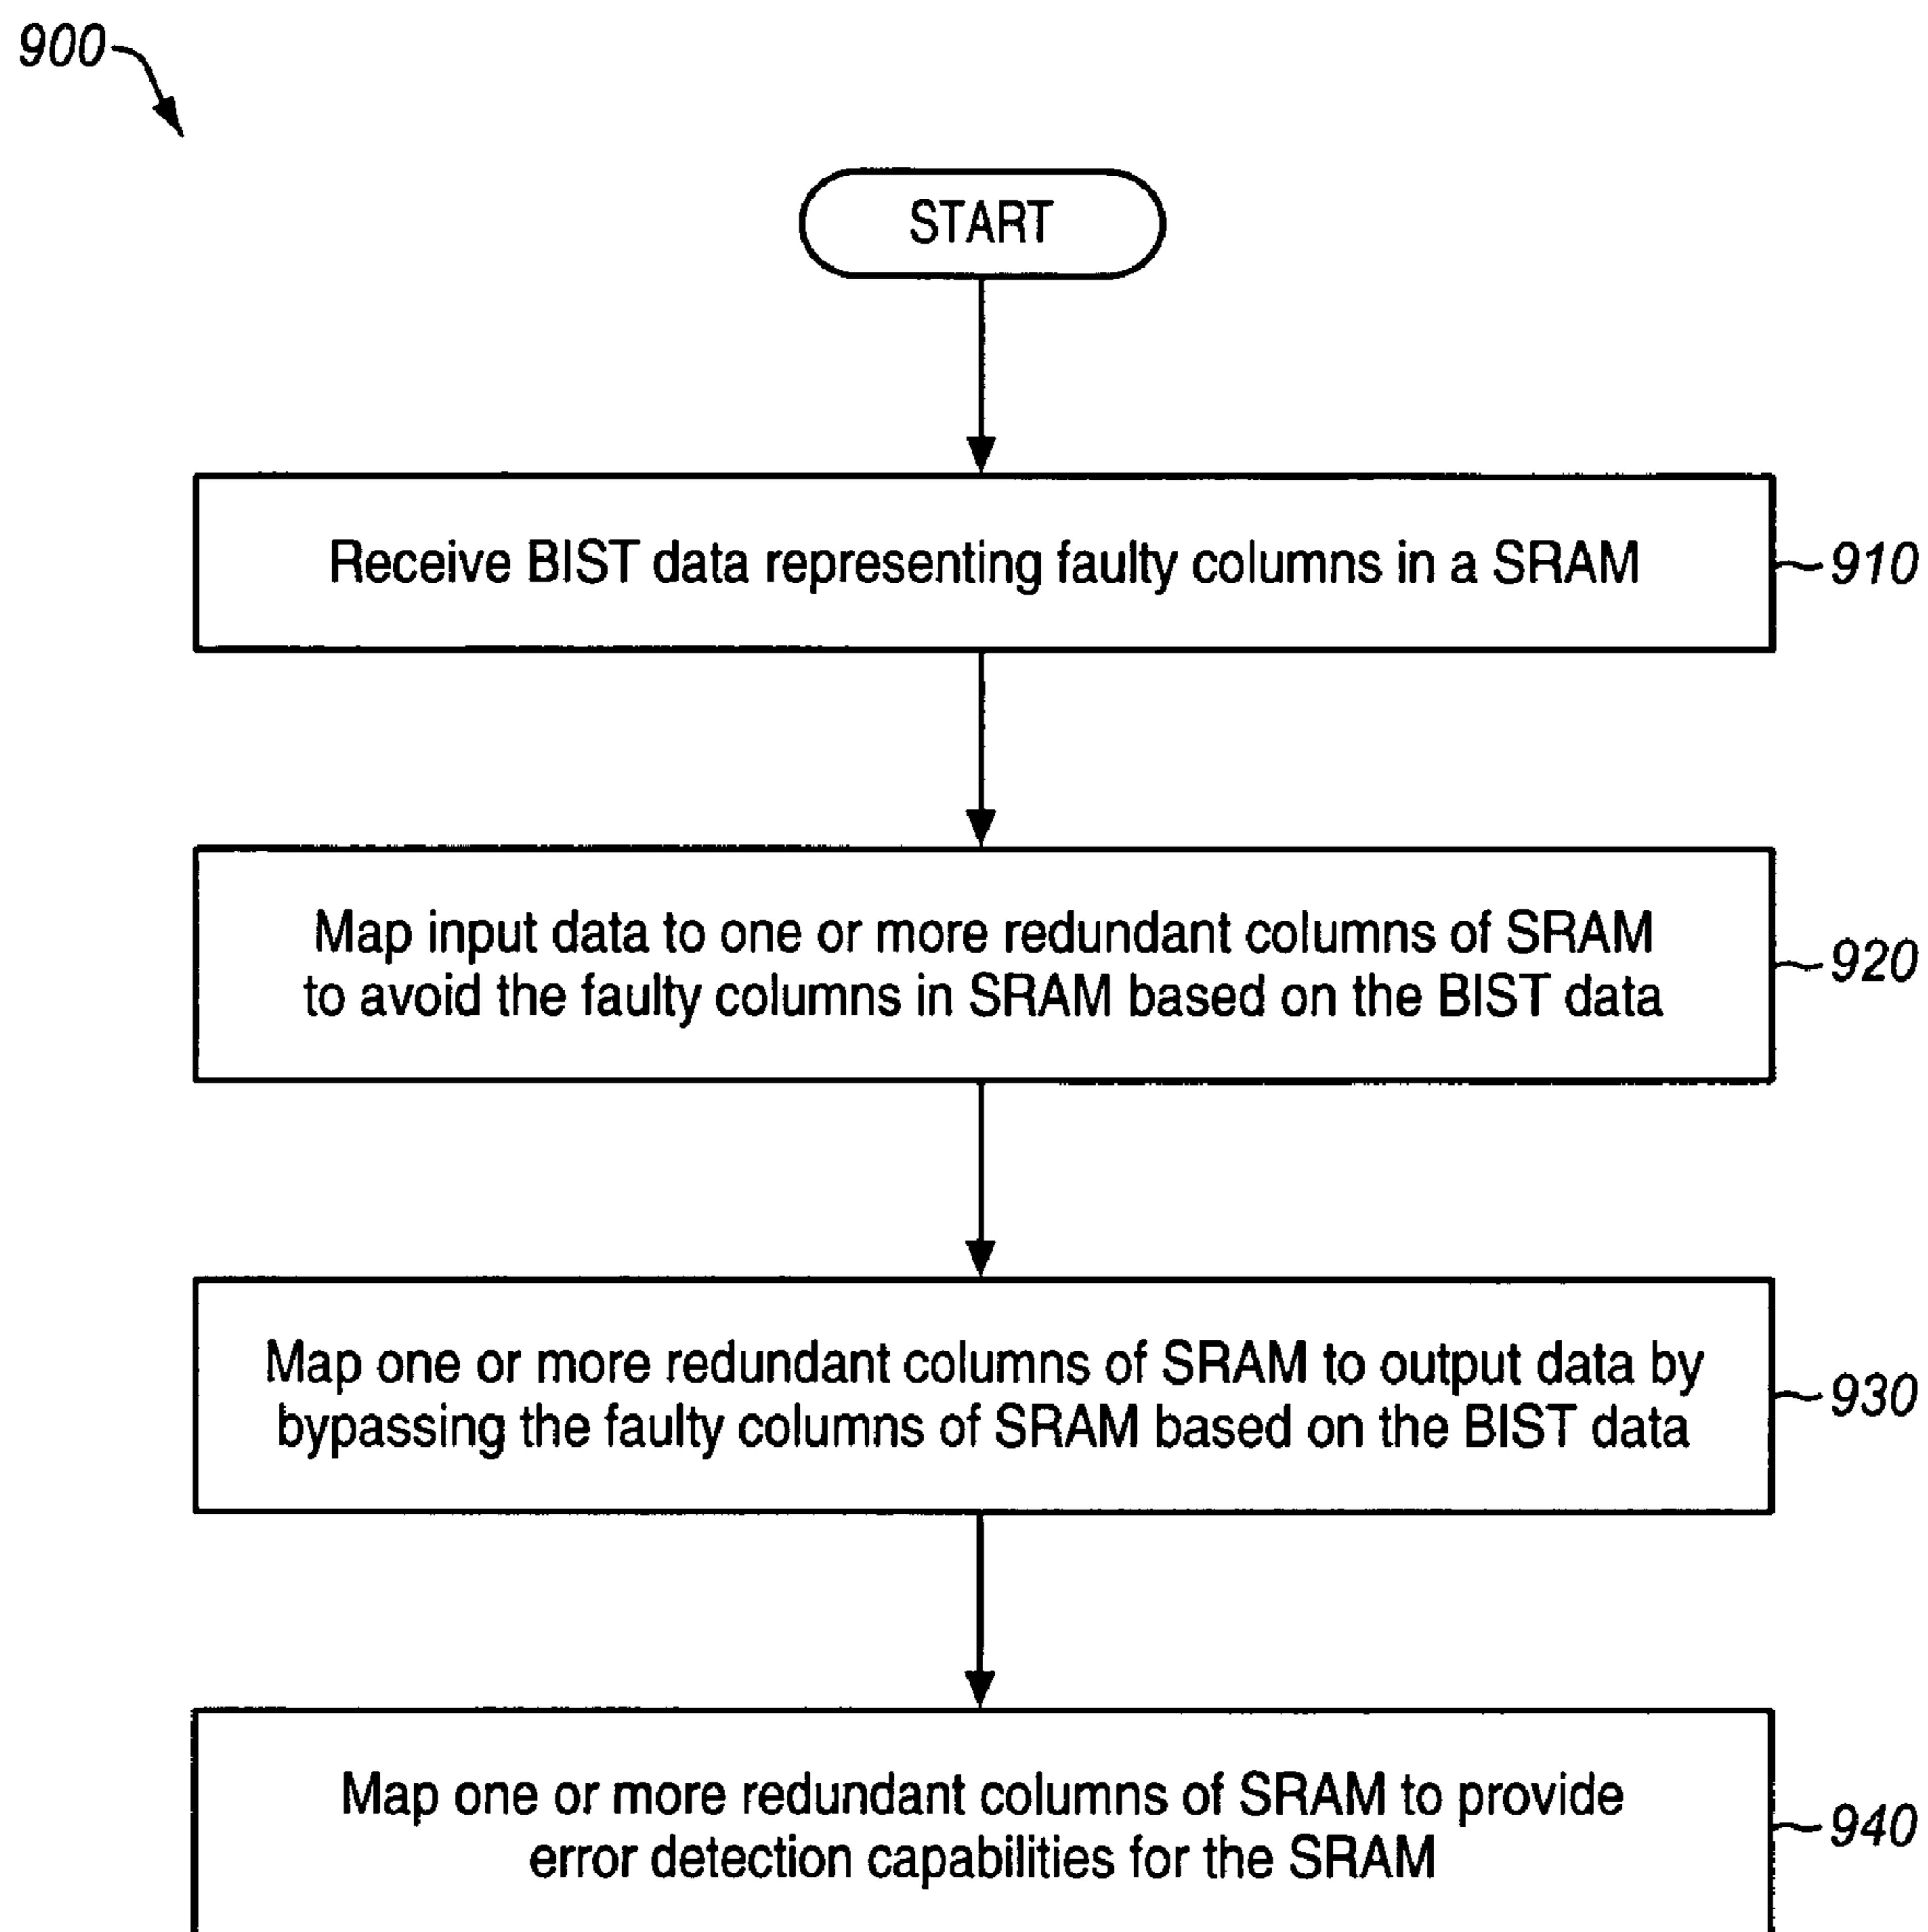 900
START
Receive BIST data representing faulty columns in a SRAM
910
Map input data to one or more redundant columns of SRAM
to avoid the faulty columns in SRAM based on the BIST data
920
Map one or more redundant columns of SRAM to output data by
bypassing the faulty columns of SRAM based on the BIST data
930
Map one or more redundant columns of SRAM to provide
error detection capabilities for the SRAM
940